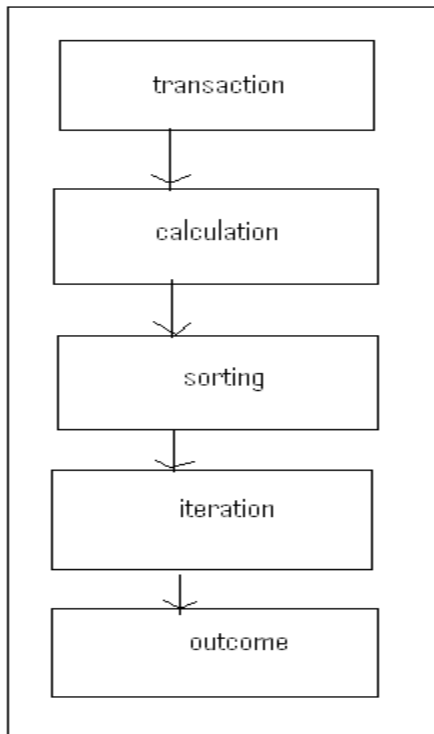 transaction
calculation
sorting
iteration
outcome